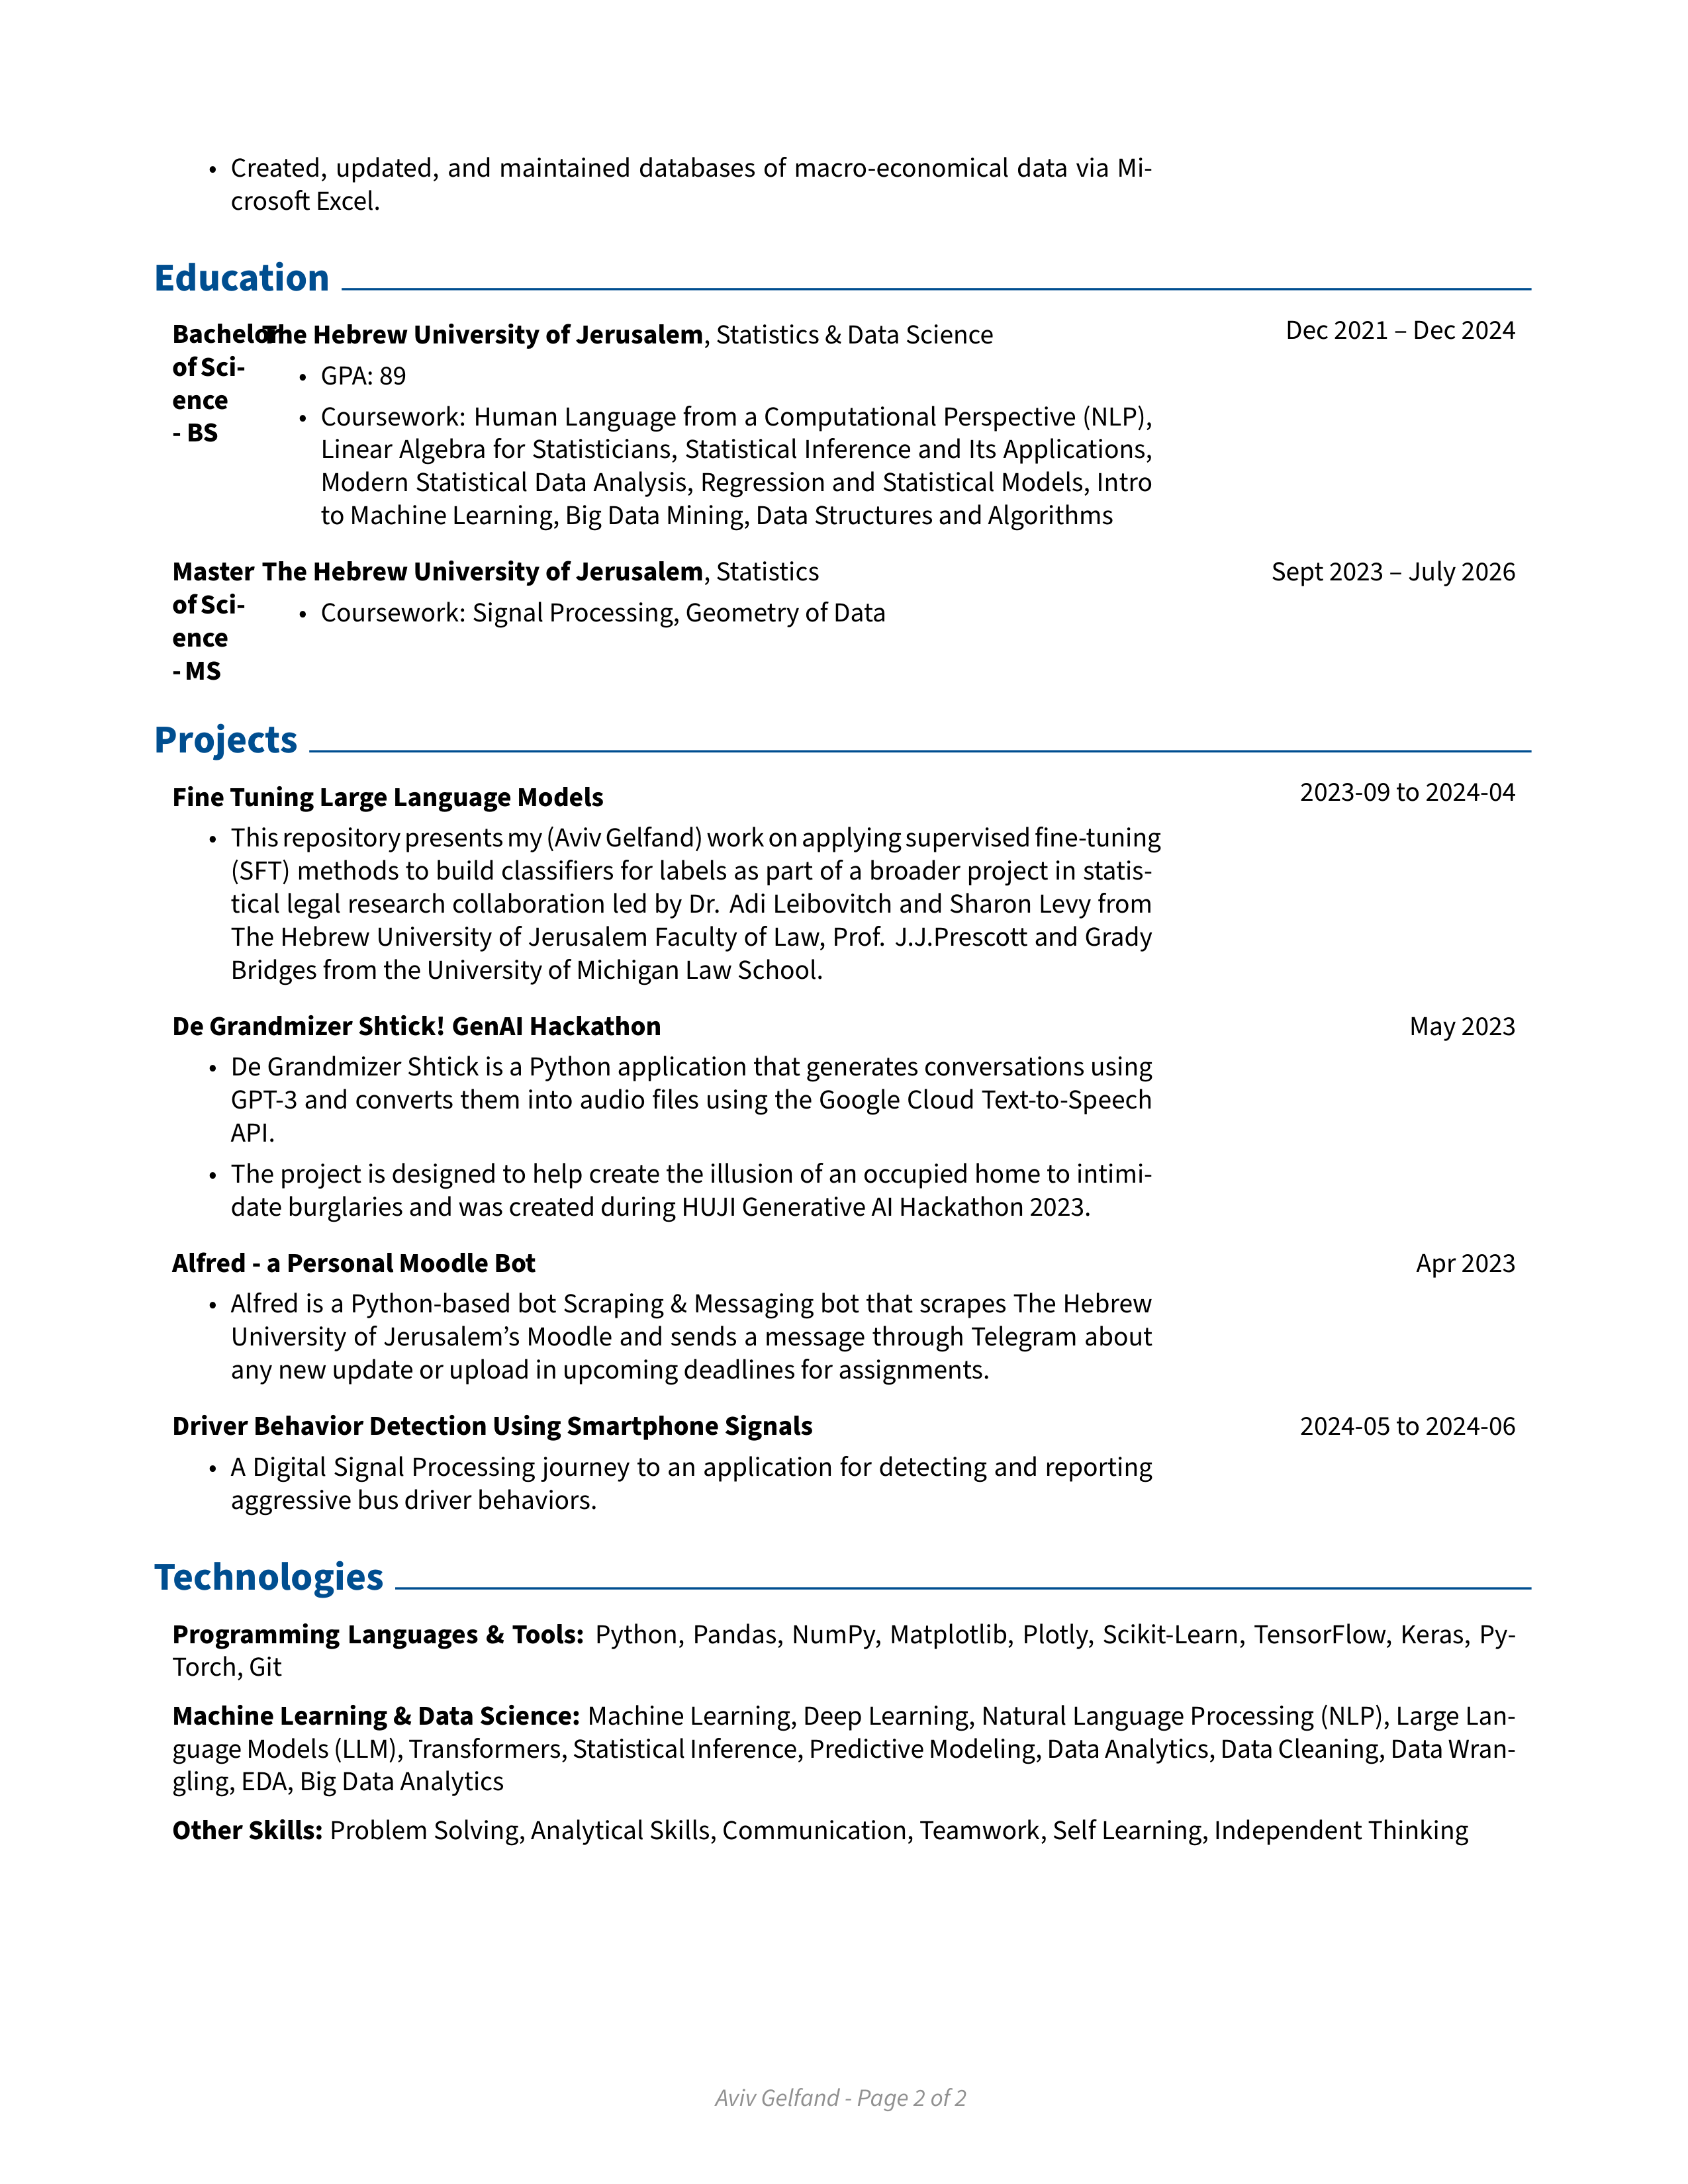 • Created, updated, and maintained databases of macro-economical data via Mi-
crosoft Excel.
Education
Bachelor The Hebrew University of Jerusalem, Statistics & Data Science Dec 2021 – Dec 2024
of Sci-
ence
- BS
• GPA: 89
• Coursework: Human Language from a Computational Perspective (NLP),
Linear Algebra for Statisticians, Statistical Inference and Its Applications,
Modern Statistical Data Analysis, Regression and Statistical Models, Intro
to Machine Learning, Big Data Mining, Data Structures and Algorithms
Master The Hebrew University of Jerusalem, Statistics Sept 2023 – July 2026
of Sci-
ence
- MS
• Coursework: Signal Processing, Geometry of Data
Projects
Fine Tuning Large Language Models 2023-09 to 2024-04
• This repository presents my (Aviv Gelfand) work on applying supervised fine-tuning
(SFT) methods to build classifiers for labels as part of a broader project in statis-
tical legal research collaboration led by Dr. Adi Leibovitch and Sharon Levy from
The Hebrew University of Jerusalem Faculty of Law, Prof. J.J.Prescott and Grady
Bridges from the University of Michigan Law School.
De Grandmizer Shtick! GenAI Hackathon May 2023
• De Grandmizer Shtick is a Python application that generates conversations using
GPT-3 and converts them into audio files using the Google Cloud Text-to-Speech
API.
• The project is designed to help create the illusion of an occupied home to intimi-
date burglaries and was created during HUJI Generative AI Hackathon 2023.
Alfred - a Personal Moodle Bot Apr 2023
• Alfred is a Python-based bot Scraping & Messaging bot that scrapes The Hebrew
University of Jerusalem’s Moodle and sends a message through Telegram about
any new update or upload in upcoming deadlines for assignments.
Driver Behavior Detection Using Smartphone Signals 2024-05 to 2024-06
• A Digital Signal Processing journey to an application for detecting and reporting
aggressive bus driver behaviors.
Technologies
Programming Languages & Tools: Python, Pandas, NumPy, Matplotlib, Plotly, Scikit-Learn, TensorFlow, Keras, Py-
Torch, Git
Machine Learning & Data Science: Machine Learning, Deep Learning, Natural Language Processing (NLP), Large Lan-
guage Models (LLM), Transformers, Statistical Inference, Predictive Modeling, Data Analytics, Data Cleaning, Data Wran-
gling, EDA, Big Data Analytics
Other Skills: Problem Solving, Analytical Skills, Communication, Teamwork, Self Learning, Independent Thinking
Aviv Gelfand - Page 2 of 2